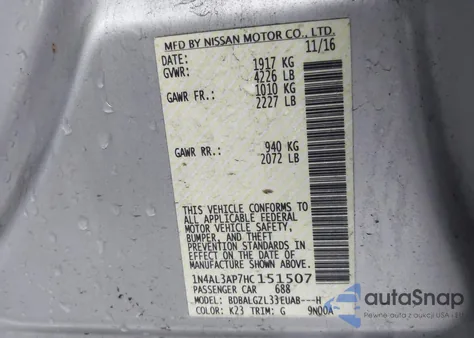 MFD BY NISSAN MOTOR CO., LTD.
DATE: 11/16
GVWR: 1917 KG
4226 LB
GAWR FR.: 1010 KG
2227 LB
GAWR RR.: 940 KG
2072 LB
THIS VEHICLE CONFORMS TO
ALL APPLICABLE FEDERAL
MOTOR VEHICLE SAFETY,
BUMPER, AND THEFT
PREVENTION STANDARDS IN
EFFECT ON THE DATE OF
MANUFACTURE SHOWN ABOVE.
1N4AL3AP7HC151507
PASSENGER CAR 688
MODEL: BDBALGZL33EUAB---H
COLOR: K23 TRIM: G 9N00A
autoSnap